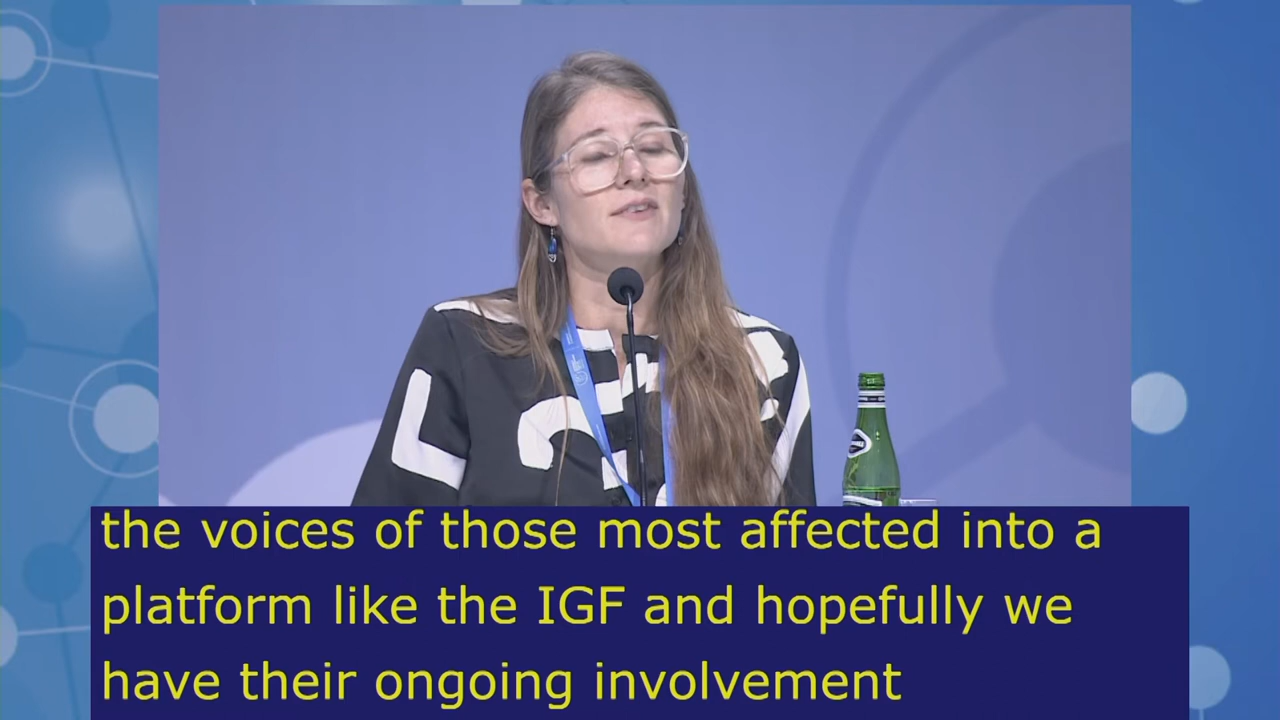 the voices of those most affected into a
platform like the IGF and hopefully we
have their ongoing involvement